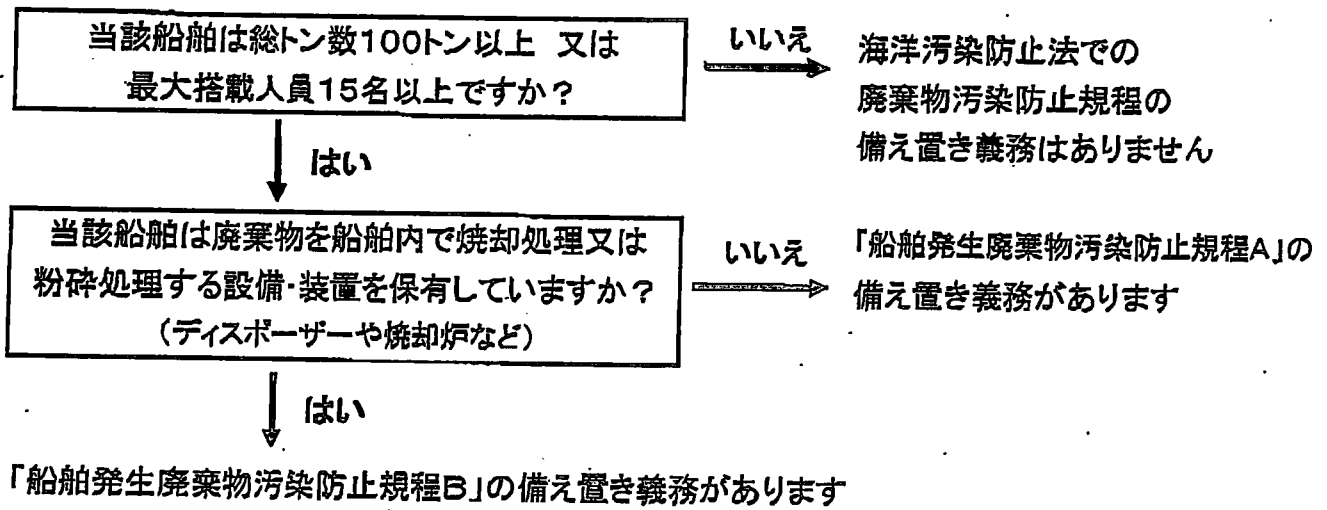 当該船舶は総トン数100トン以上 又は
最大搭載人員15名以上ですか？
いいえ
海洋汚染防止法での
廃棄物汚染防止規程の
備え置き義務はありません
はい
当該船舶は廃棄物を船舶内で焼却処理又は
粉砕処理する設備・装置を保有していますか？
（ディスポーザーや焼却炉など）
いいえ
「船舶発生廃棄物汚染防止規程A」の
備え置き義務があります
はい
「船舶発生廃棄物汚染防止規程B」の備え置き義務があります